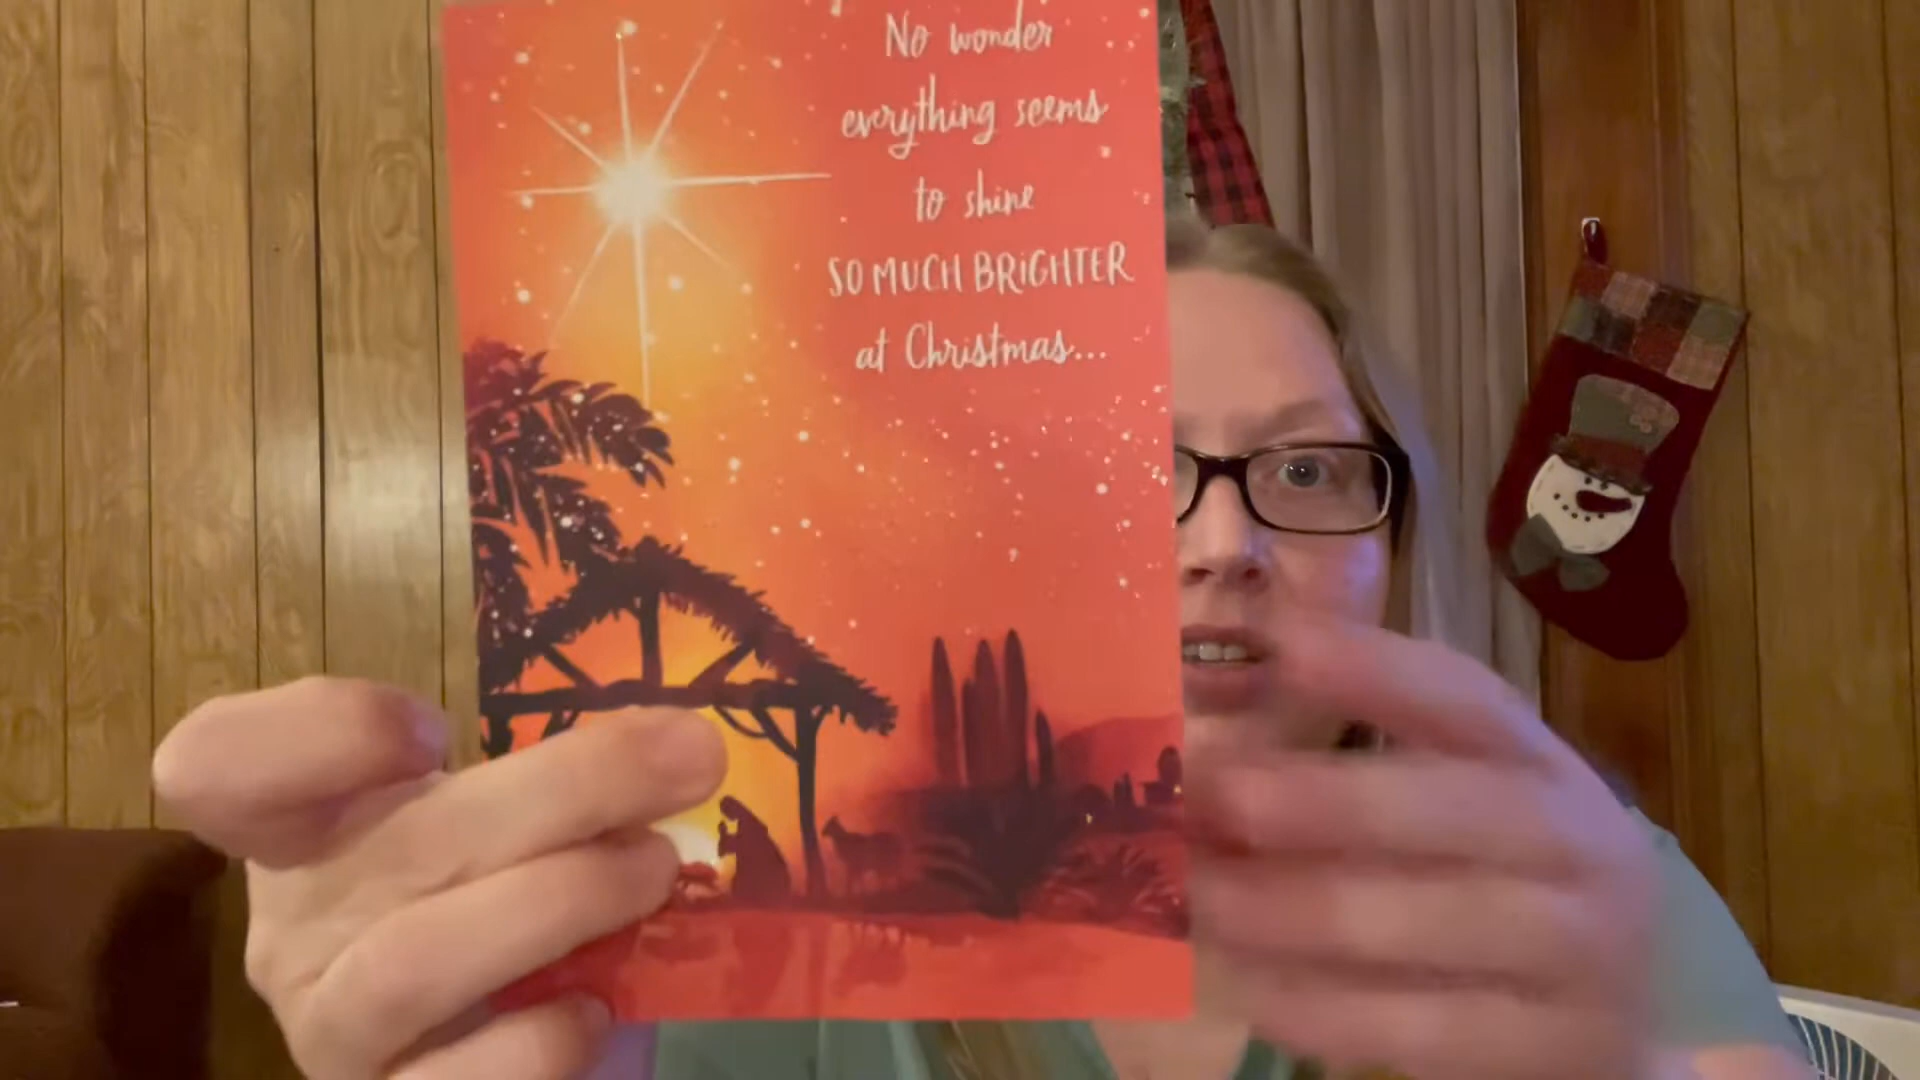 No wonder
everything seems
to shine
SO MUCH BRIGHTER
at Christmas...